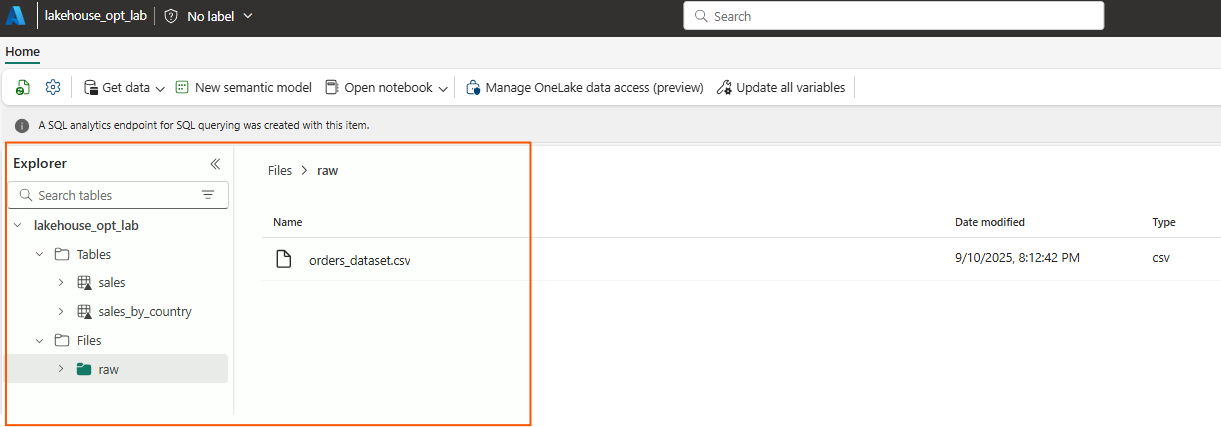 lakehouse_opt_lab No label Search
Home
Get data New semantic model Open notebook Manage OneLake data access (preview) Update all variables
A SQL analytics endpoint for SQL querying was created with this item.
Explorer
Search tables
lakehouse_opt_lab
Tables
sales
sales_by_country
Files
raw
Files > raw
Name Date modified Type
orders_dataset.csv 9/10/2025, 8:12:42 PM csv